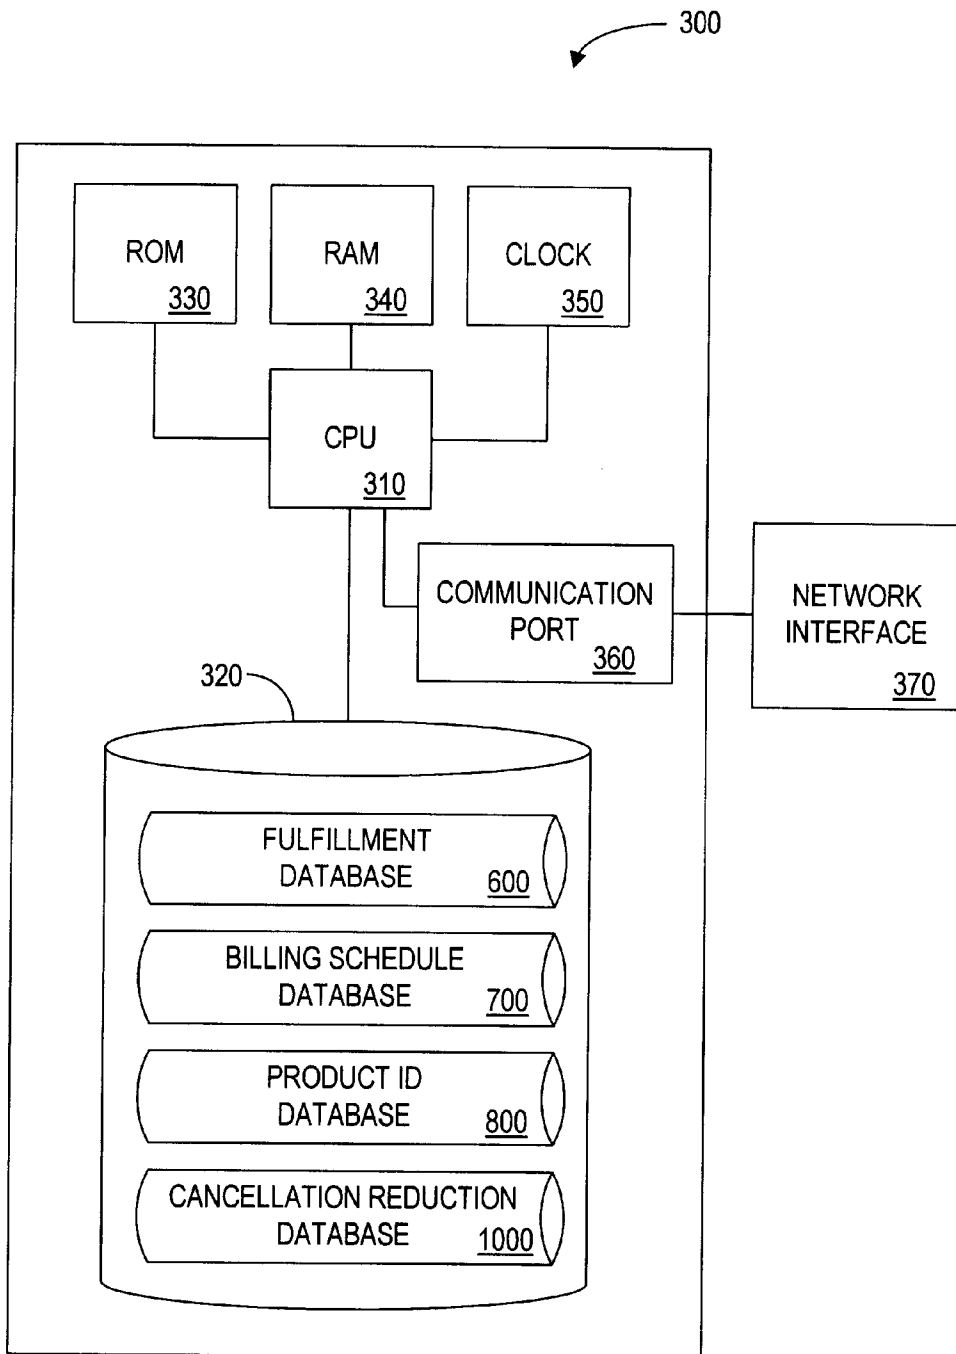 300
ROM
330
RAM
340
CLOCK
350
CPU
310
COMMUNICATION
PORT
360
NETWORK
INTERFACE
370
320
FULFILLMENT
DATABASE
600
BILLING SCHEDULE
DATABASE
700
PRODUCT ID
DATABASE
800
CANCELLATION REDUCTION
DATABASE
1000